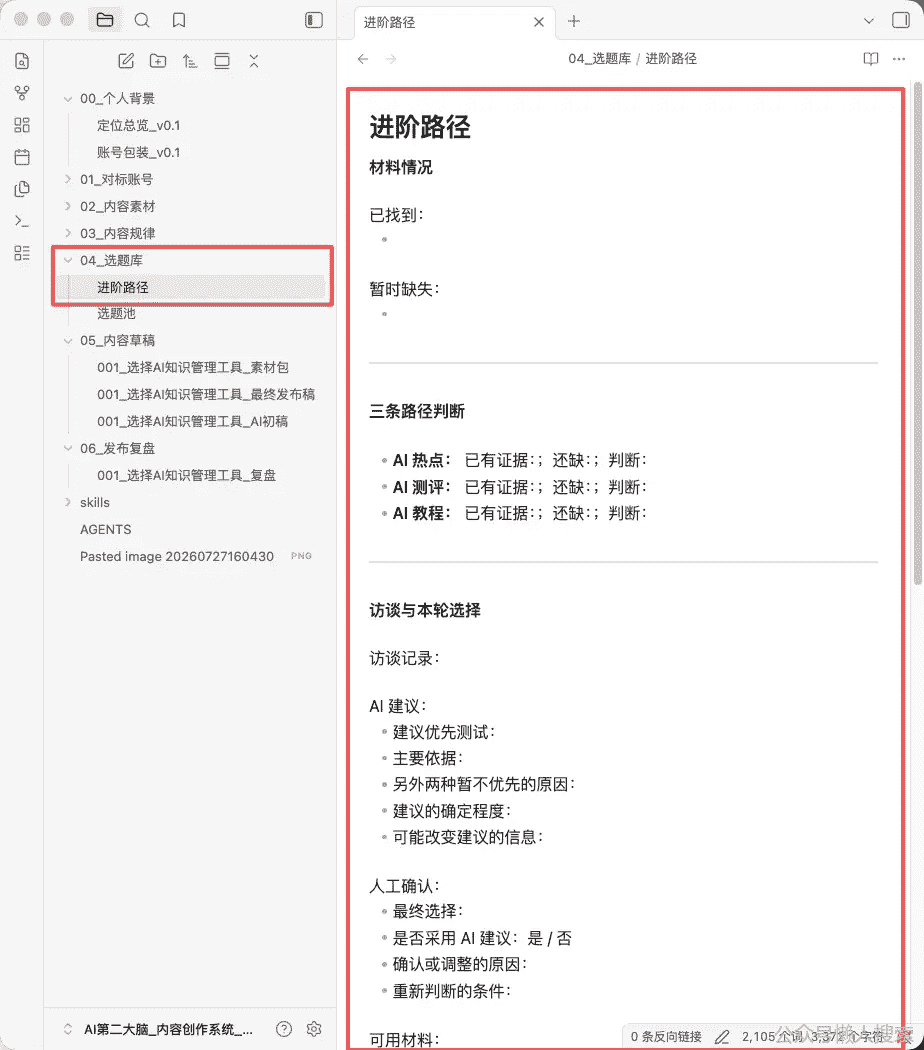 进阶路径
04_选题库 / 进阶路径
00_个人背景
定位总览_v0.1
账号包装_v0.1
01_对标账号
02_内容素材
03_内容规律
04_选题库
进阶路径
选题池
05_内容草稿
001_选择AI知识管理工具_素材包
001_选择AI知识管理工具_最终发布稿
001_选择AI知识管理工具_AI初稿
06_发布复盘
001_选择AI知识管理工具_复盘
skills
AGENTS
Pasted image 20260727160430 PNG
AI第二大脑_内容创作系统_...
进阶路径
材料情况
已找到：
暂时缺失：
三条路径判断
AI 热点： 已有证据：；还缺：；判断：
AI 测评： 已有证据：；还缺：；判断：
AI 教程： 已有证据：；还缺：；判断：
访谈与本轮选择
访谈记录：
AI 建议：
建议优先测试：
主要依据：
另外两种暂不优先的原因：
建议的确定程度：
可能改变建议的信息：
人工确认：
最终选择：
是否采用 AI 建议：是 / 否
确认或调整的原因：
重新判断的条件：
可用材料：
0 条反向链接 2,105 个词 3,372 个字符
公众号懒人搜索